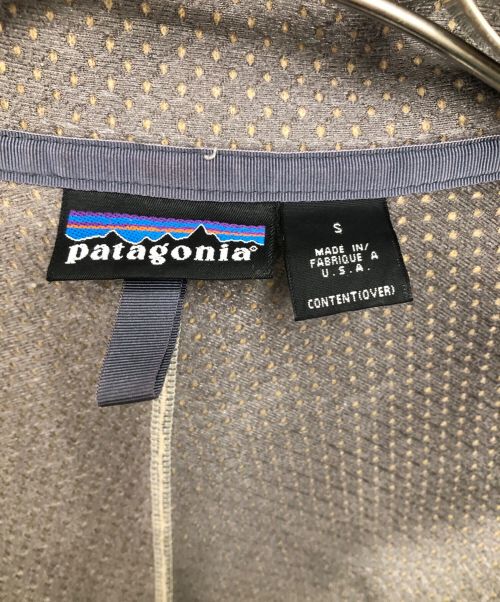 patagonia®
S
MADE IN/
FABRIQUE A
U.S.A.
CONTENT(OVER)